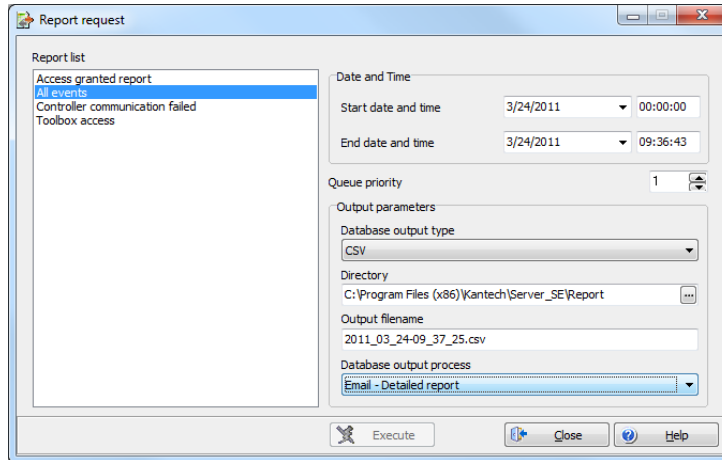 Report request
Report list
Access granted report
All events
Controller communication failed
Toolbox access
Date and Time
Start date and time
3/24/2011
00:00:00
End date and time
3/24/2011
09:36:43
Queue priority
1
Output parameters
Database output type
CSV
Directory
C:\Program Files (x86)\Kantech\Server_SE\Report
...
Output filename
2011_03_24-09_37_25.csv
Database output process
Email - Detailed report
Execute
Close
Help